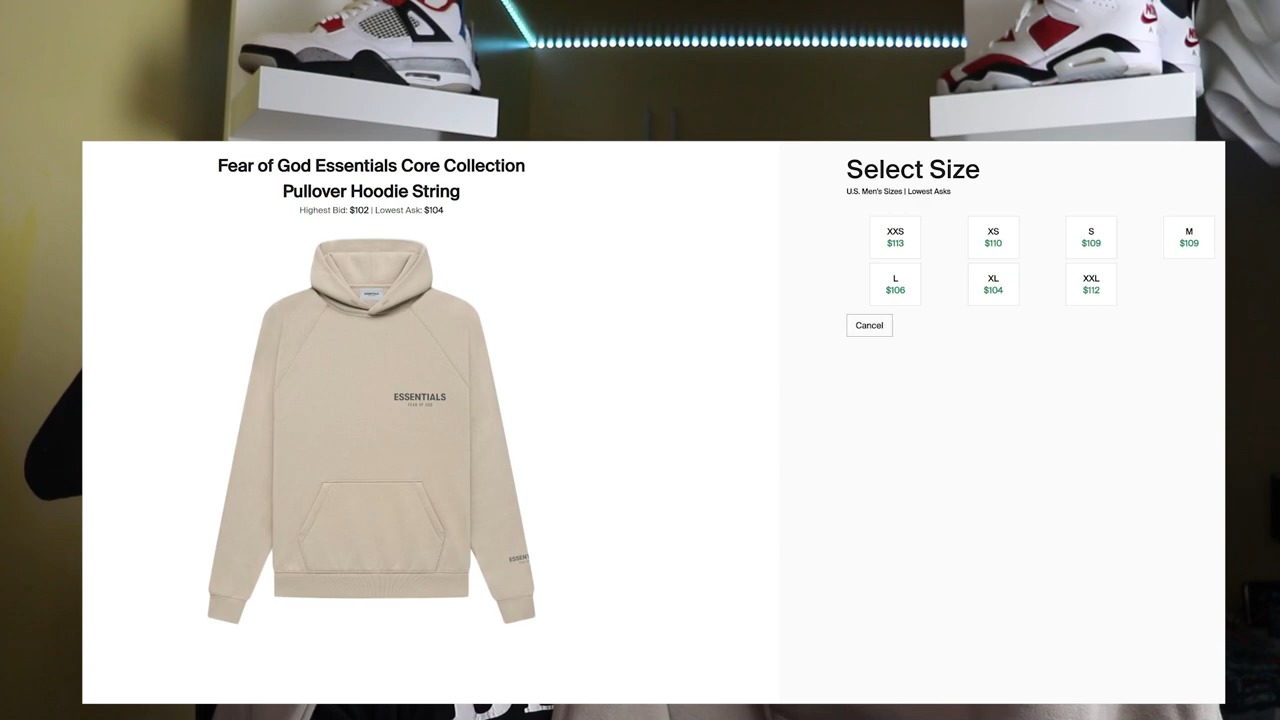 Fear of God Essentials Core Collection
Pullover Hoodie String
Highest Bid: $102 | Lowest Ask: $104
ESSENTIALS
FEAR OF GOD
Select Size
U.S. Men's Sizes | Lowest Asks
XXS
$113
XS
$110
S
$109
M
$109
L
$106
XL
$104
XXL
$112
Cancel